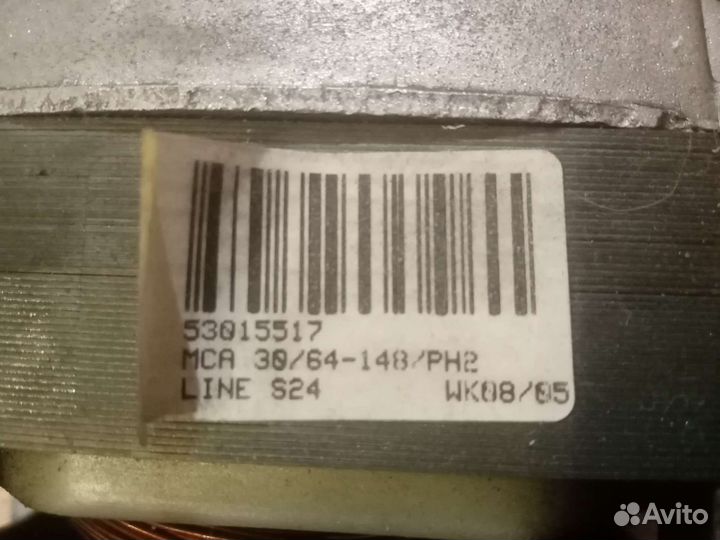 53015517
MCA 30/64-148/PH2
LINE S24 WK08/05
Avito